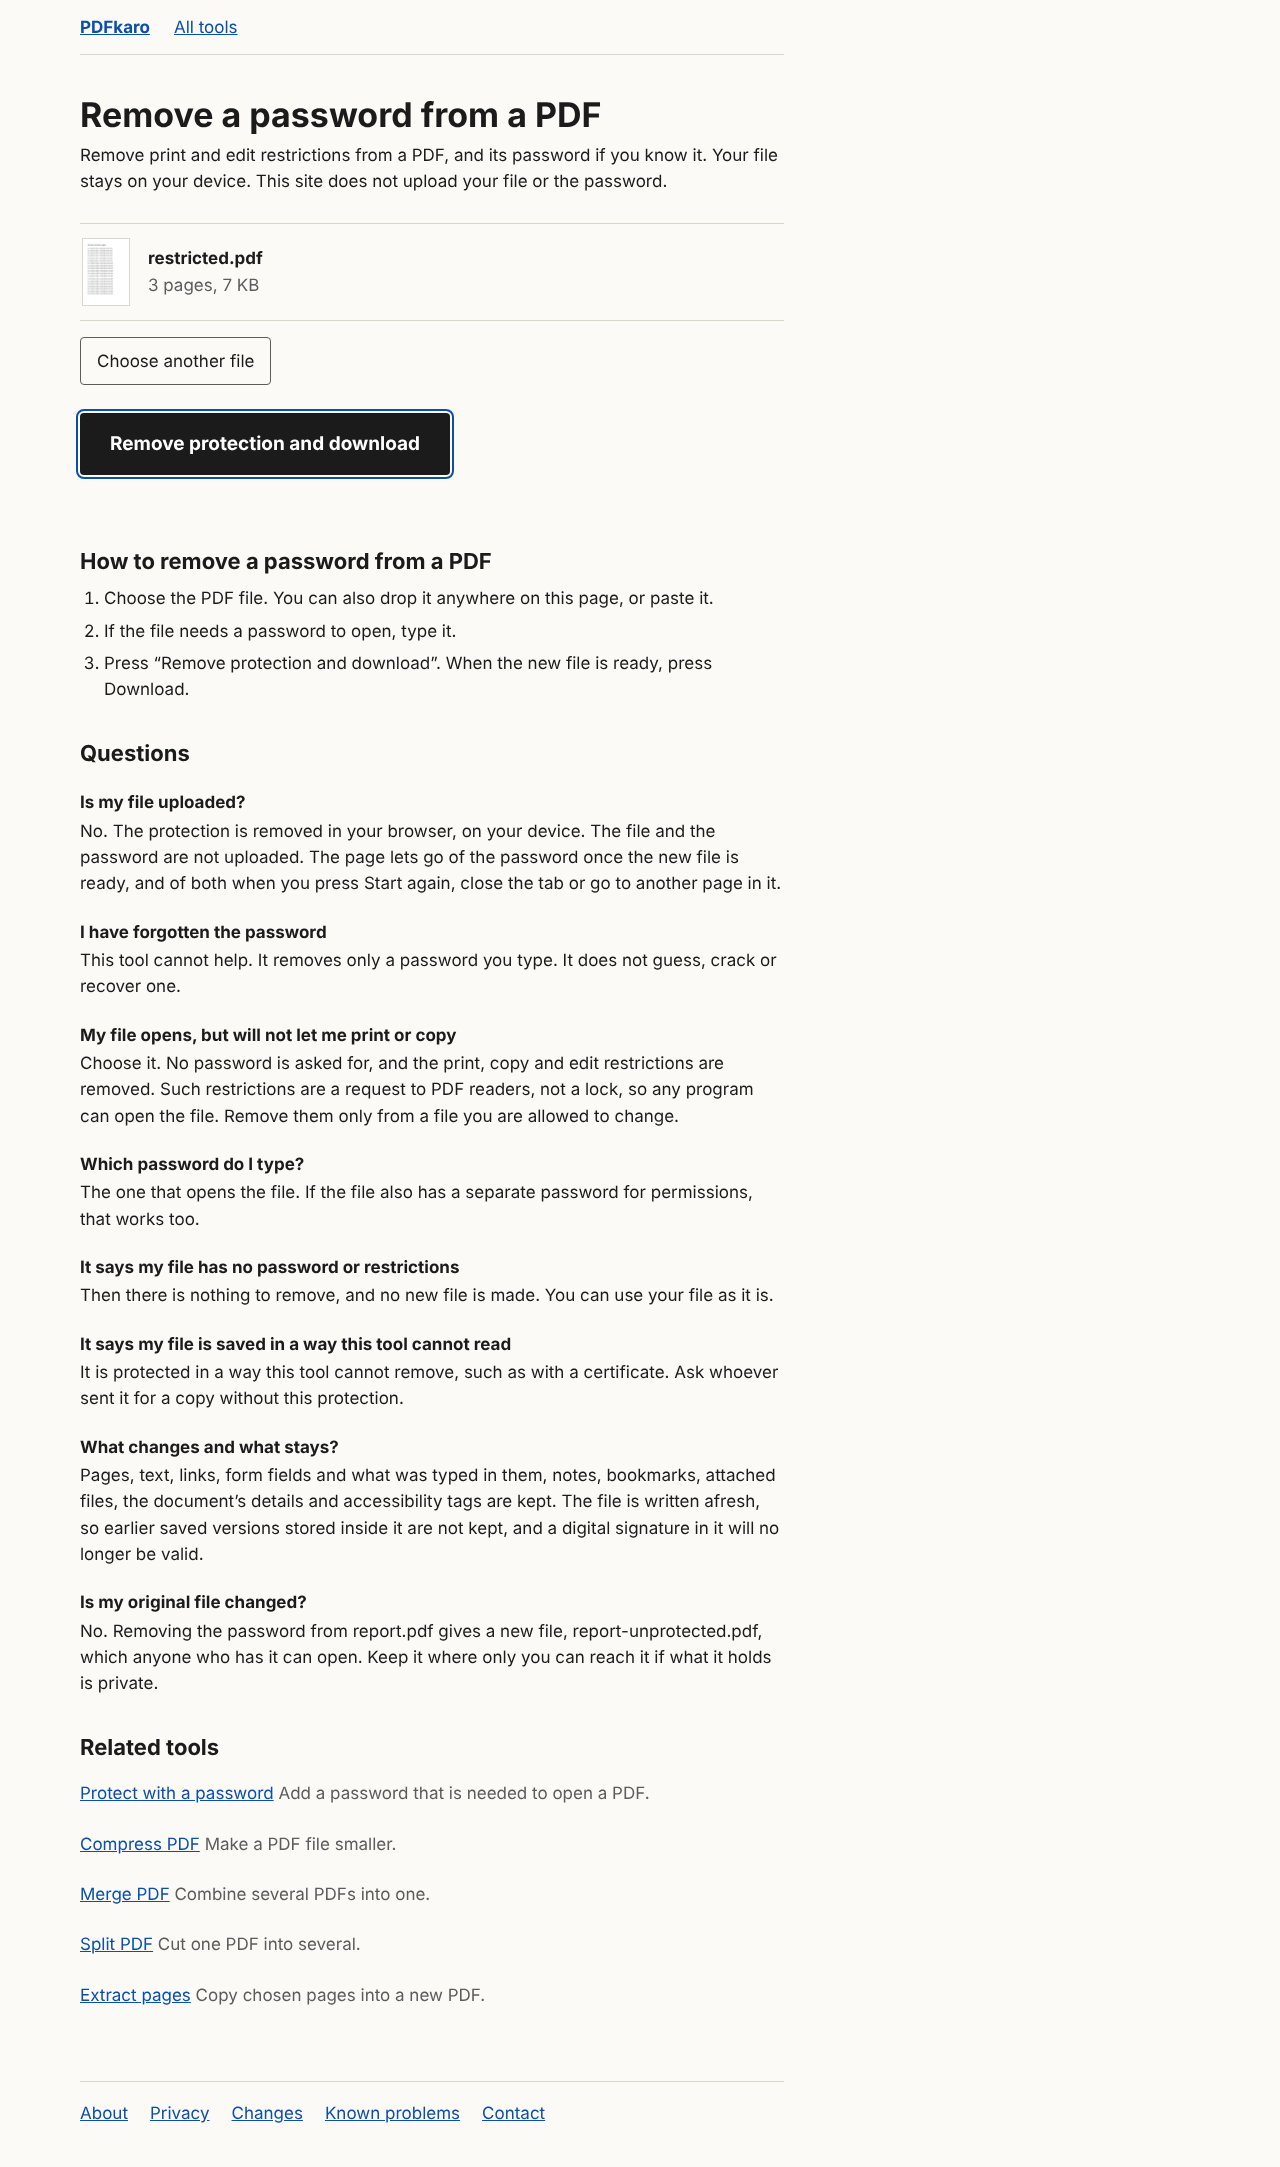 PDFkaro All tools
Remove a password from a PDF
Remove print and edit restrictions from a PDF, and its password if you know it. Your file
stays on your device. This site does not upload your file or the password.
restricted.pdf
3 pages, 7 KB
Choose another file
Remove protection and download
How to remove a password from a PDF
1. Choose the PDF file. You can also drop it anywhere on this page, or paste it.
2. If the file needs a password to open, type it.
3. Press “Remove protection and download”. When the new file is ready, press
Download.
Questions
Is my file uploaded?
No. The protection is removed in your browser, on your device. The file and the
password are not uploaded. The page lets go of the password once the new file is
ready, and of both when you press Start again, close the tab or go to another page in it.
I have forgotten the password
This tool cannot help. It removes only a password you type. It does not guess, crack or
recover one.
My file opens, but will not let me print or copy
Choose it. No password is asked for, and the print, copy and edit restrictions are
removed. Such restrictions are a request to PDF readers, not a lock, so any program
can open the file. Remove them only from a file you are allowed to change.
Which password do I type?
The one that opens the file. If the file also has a separate password for permissions,
that works too.
It says my file has no password or restrictions
Then there is nothing to remove, and no new file is made. You can use your file as it is.
It says my file is saved in a way this tool cannot read
It is protected in a way this tool cannot remove, such as with a certificate. Ask whoever
sent it for a copy without this protection.
What changes and what stays?
Pages, text, links, form fields and what was typed in them, notes, bookmarks, attached
files, the document’s details and accessibility tags are kept. The file is written afresh,
so earlier saved versions stored inside it are not kept, and a digital signature in it will no
longer be valid.
Is my original file changed?
No. Removing the password from report.pdf gives a new file, report-unprotected.pdf,
which anyone who has it can open. Keep it where only you can reach it if what it holds
is private.
Related tools
Protect with a password Add a password that is needed to open a PDF.
Compress PDF Make a PDF file smaller.
Merge PDF Combine several PDFs into one.
Split PDF Cut one PDF into several.
Extract pages Copy chosen pages into a new PDF.
About Privacy Changes Known problems Contact